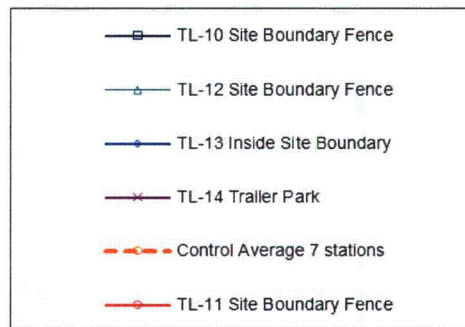 TL-10 Site Boundary Fence
TL-12 Site Boundary Fence
TL-13 Inside Site Boundary
TL-14 Trailer Park
Control Average 7 stations
TL-11 Site Boundary Fence